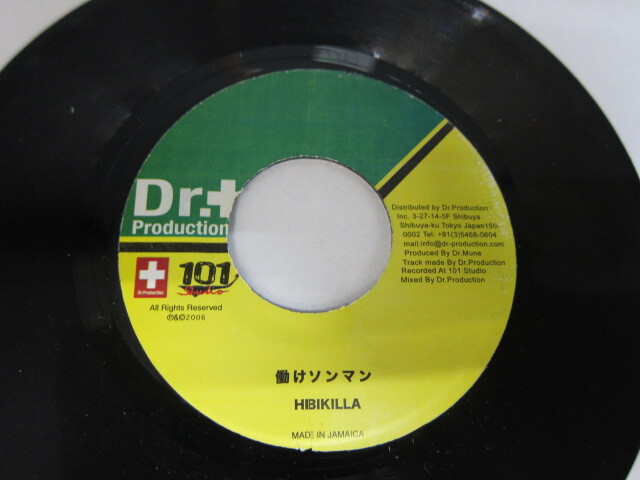 Dr.+
Production
Dr.Production
101
Studio
All Rights Reserved
℗&©2006
Distributed by Dr.Production
Inc. 3-27-14-5F Shibuya
Shibuya-ku Tokyo Japan150-
0002 Tel: +81(3)5468-0604
mail:info@dr-production.com
Produced By Dr.Mune
Track made By Dr.Production
Recorded At 101 Studio
Mixed By Dr.Production
働けソンマン
HIBIKILLA
MADE IN JAMAICA